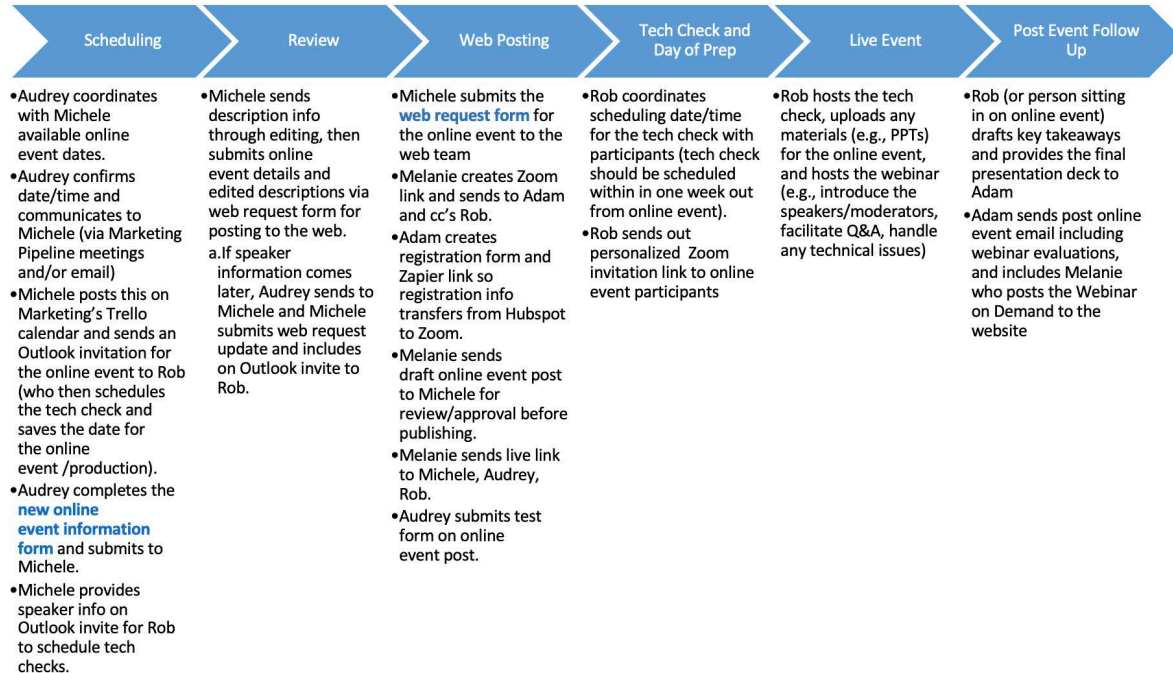 Scheduling
Review
Web Posting
Tech Check and
Day of Prep
Live Event
Post Event Follow
Up
•Audrey coordinates
with Michele
available online
event dates.
•Audrey confirms
date/time and
communicates to
Michele (via Marketing
Pipeline meetings
and/or email)
•Michele posts this on
Marketing’s Trello
calendar and sends an
Outlook invitation for
the online event to Rob
(who then schedules
the tech check and
saves the date for
the online
event /production).
•Audrey completes the
new online
event information
form and submits to
Michele.
•Michele provides
speaker info on
Outlook invite for Rob
to schedule tech
checks.
•Michele sends
description info
through editing, then
submits online
event details and
edited descriptions via
web request form for
posting to the web.
a.If speaker
information comes
later, Audrey sends to
Michele and Michele
submits web request
update and includes
on Outlook invite to
Rob.
•Michele submits the
web request form for
the online event to the
web team
•Melanie creates Zoom
link and sends to Adam
and cc’s Rob.
•Adam creates
registration form and
Zapier link so
registration info
transfers from Hubspot
to Zoom.
•Melanie sends
draft online event post
to Michele for
review/approval before
publishing.
•Melanie sends live link
to Michele, Audrey,
Rob.
•Audrey submits test
form on online
event post.
•Rob coordinates
scheduling date/time
for the tech check with
participants (tech check
should be scheduled
within in one week out
from online event).
•Rob sends out
personalized Zoom
invitation link to online
event participants
•Rob hosts the tech
check, uploads any
materials (e.g., PPTs)
for the online event,
and hosts the webinar
(e.g., introduce the
speakers/moderators,
facilitate Q&A, handle
any technical issues)
•Rob (or person sitting
in on online event)
drafts key takeaways
and provides the final
presentation deck to
Adam
•Adam sends post online
event email including
webinar evaluations,
and includes Melanie
who posts the Webinar
on Demand to the
website